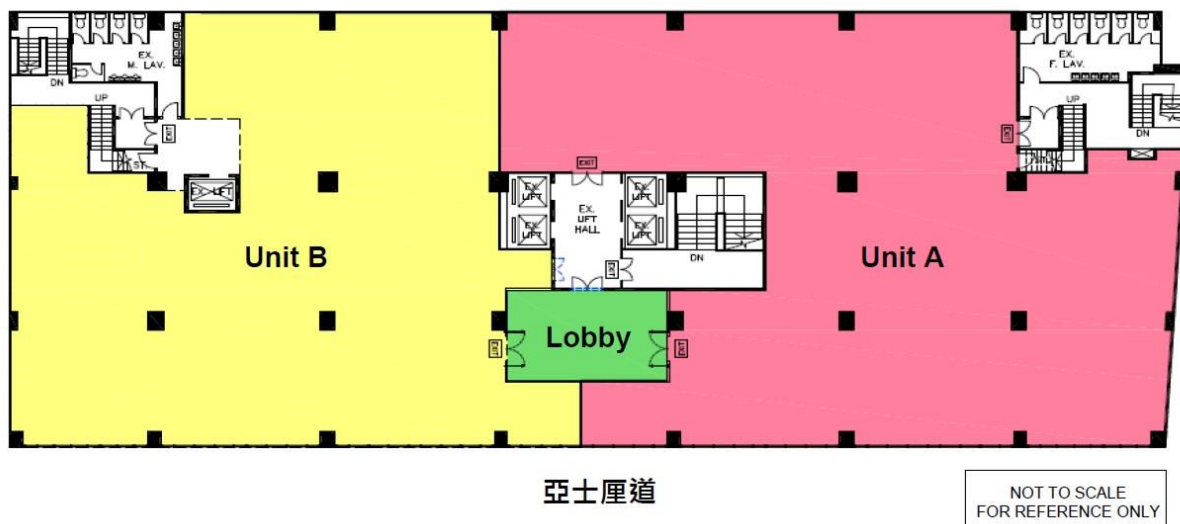 EX.
M. LAV.
EX.
F. LAV.
DN
UP
UP
DN
EXIT
EXIT
ST.
EXIT
EX. LIFT
EX.
LIFT
EX.
LIFT
EX.
LIFT
HALL
EX.
LIFT
EX.
LIFT
DN
EXIT
Unit B
Unit A
Lobby
EXIT
EXIT
亞士厘道
NOT TO SCALE
FOR REFERENCE ONLY